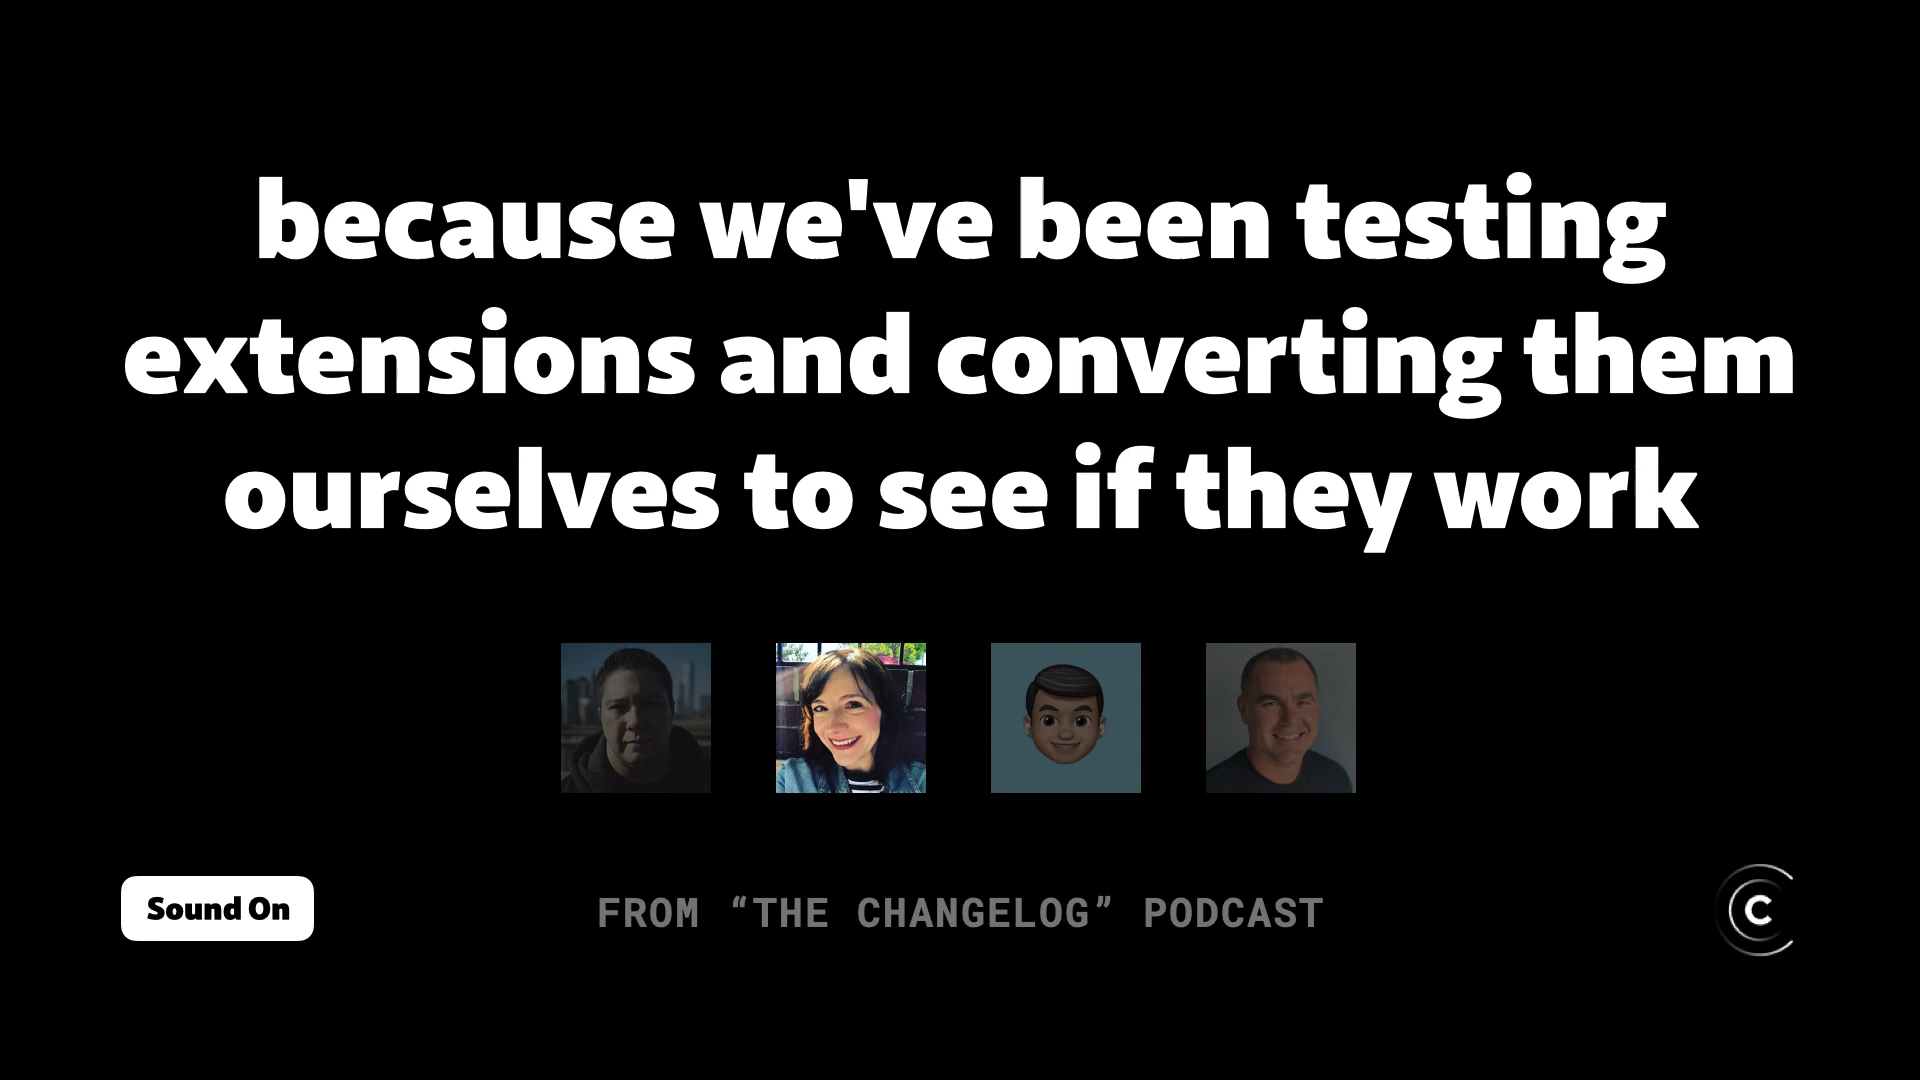 because we've been testing
extensions and converting them
ourselves to see if they work
Sound On
FROM “THE CHANGELOG” PODCAST
C